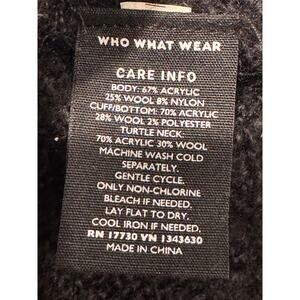 WHO WHAT WEAR
CARE INFO
BODY: 67% ACRYLIC
25% WOOL 8% NYLON
CUFF/BOTTOM: 70% ACRYLIC
28% WOOL 2% POLYESTER
TURTLE NECK
70% ACRYLIC 30% WOOL
MACHINE WASH COLD
SEPARATELY.
GENTLE CYCLE.
ONLY NON-CHLORINE
BLEACH IF NEEDED.
LAY FLAT TO DRY.
COOL IRON IF NEEDED.
RN 17730 VN 1343630
MADE IN CHINA